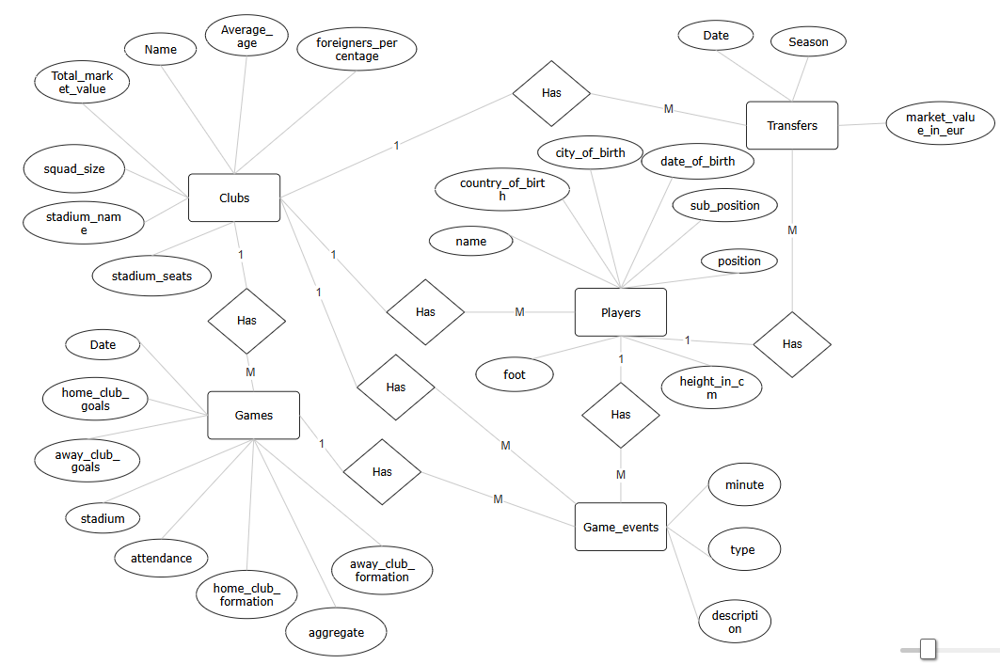 Name
Average_
age
foreigners_per
centage
Total_mark
et_value
squad_size
stadium_nam
e
stadium_seats
Clubs
Has
1
M
Date
Season
Transfers
market_valu
e_in_eur
city_of_birth
date_of_birth
country_of_birt
h
sub_position
name
position
M
1
1
1
Has
Has
M
Players
1
Has
Date
M
foot
1
height_in_c
m
Has
Has
home_club_
goals
Games
1
M
away_club_
goals
Has
M
M
stadium
attendance
home_club_
formation
aggregate
away_club_
formation
Game_events
minute
type
descripti
on